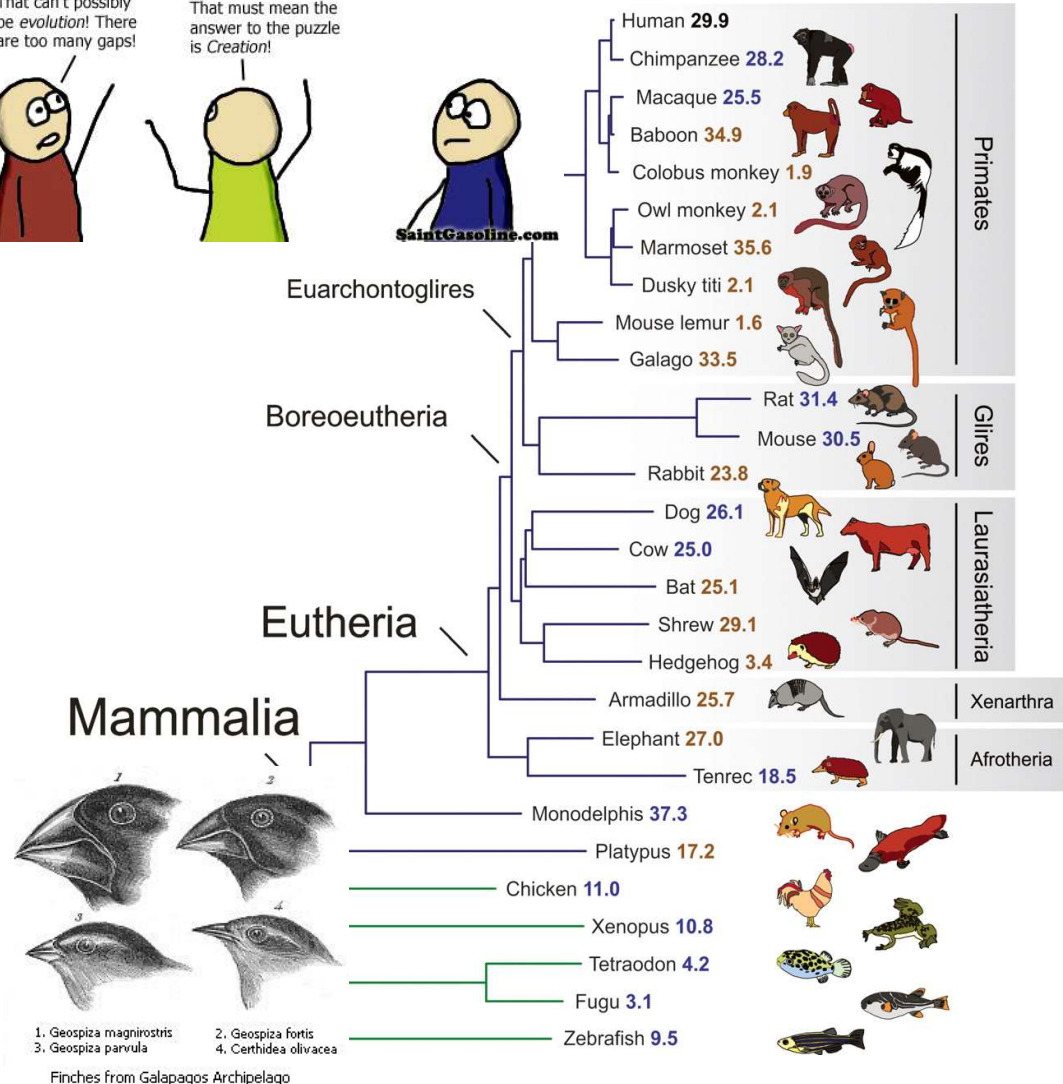 That can't possibly
be evolution! There
are too many gaps!
That must mean the
answer to the puzzle
is Creation!
SaintGasoline.com
Human 29.9
Chimpanzee 28.2
Macaque 25.5
Baboon 34.9
Colobus monkey 1.9
Owl monkey 2.1
Marmoset 35.6
Dusky titi 2.1
Mouse lemur 1.6
Galago 33.5
Primates
Rat 31.4
Mouse 30.5
Rabbit 23.8
Glires
Dog 26.1
Cow 25.0
Bat 25.1
Shrew 29.1
Hedgehog 3.4
Laurasiatheria
Armadillo 25.7
Xenarthra
Elephant 27.0
Tenrec 18.5
Afrotheria
Monodelphis 37.3
Platypus 17.2
Chicken 11.0
Xenopus 10.8
Tetraodon 4.2
Fugu 3.1
Zebrafish 9.5
Euarchontoglires
Boreoeutheria
Eutheria
Mammalia
1
2
3
4
1. Geospiza magnirostris
2. Geospiza fortis
3. Geospiza parvula
4. Certhidea olivacea
Finches from Galapagos Archipelago